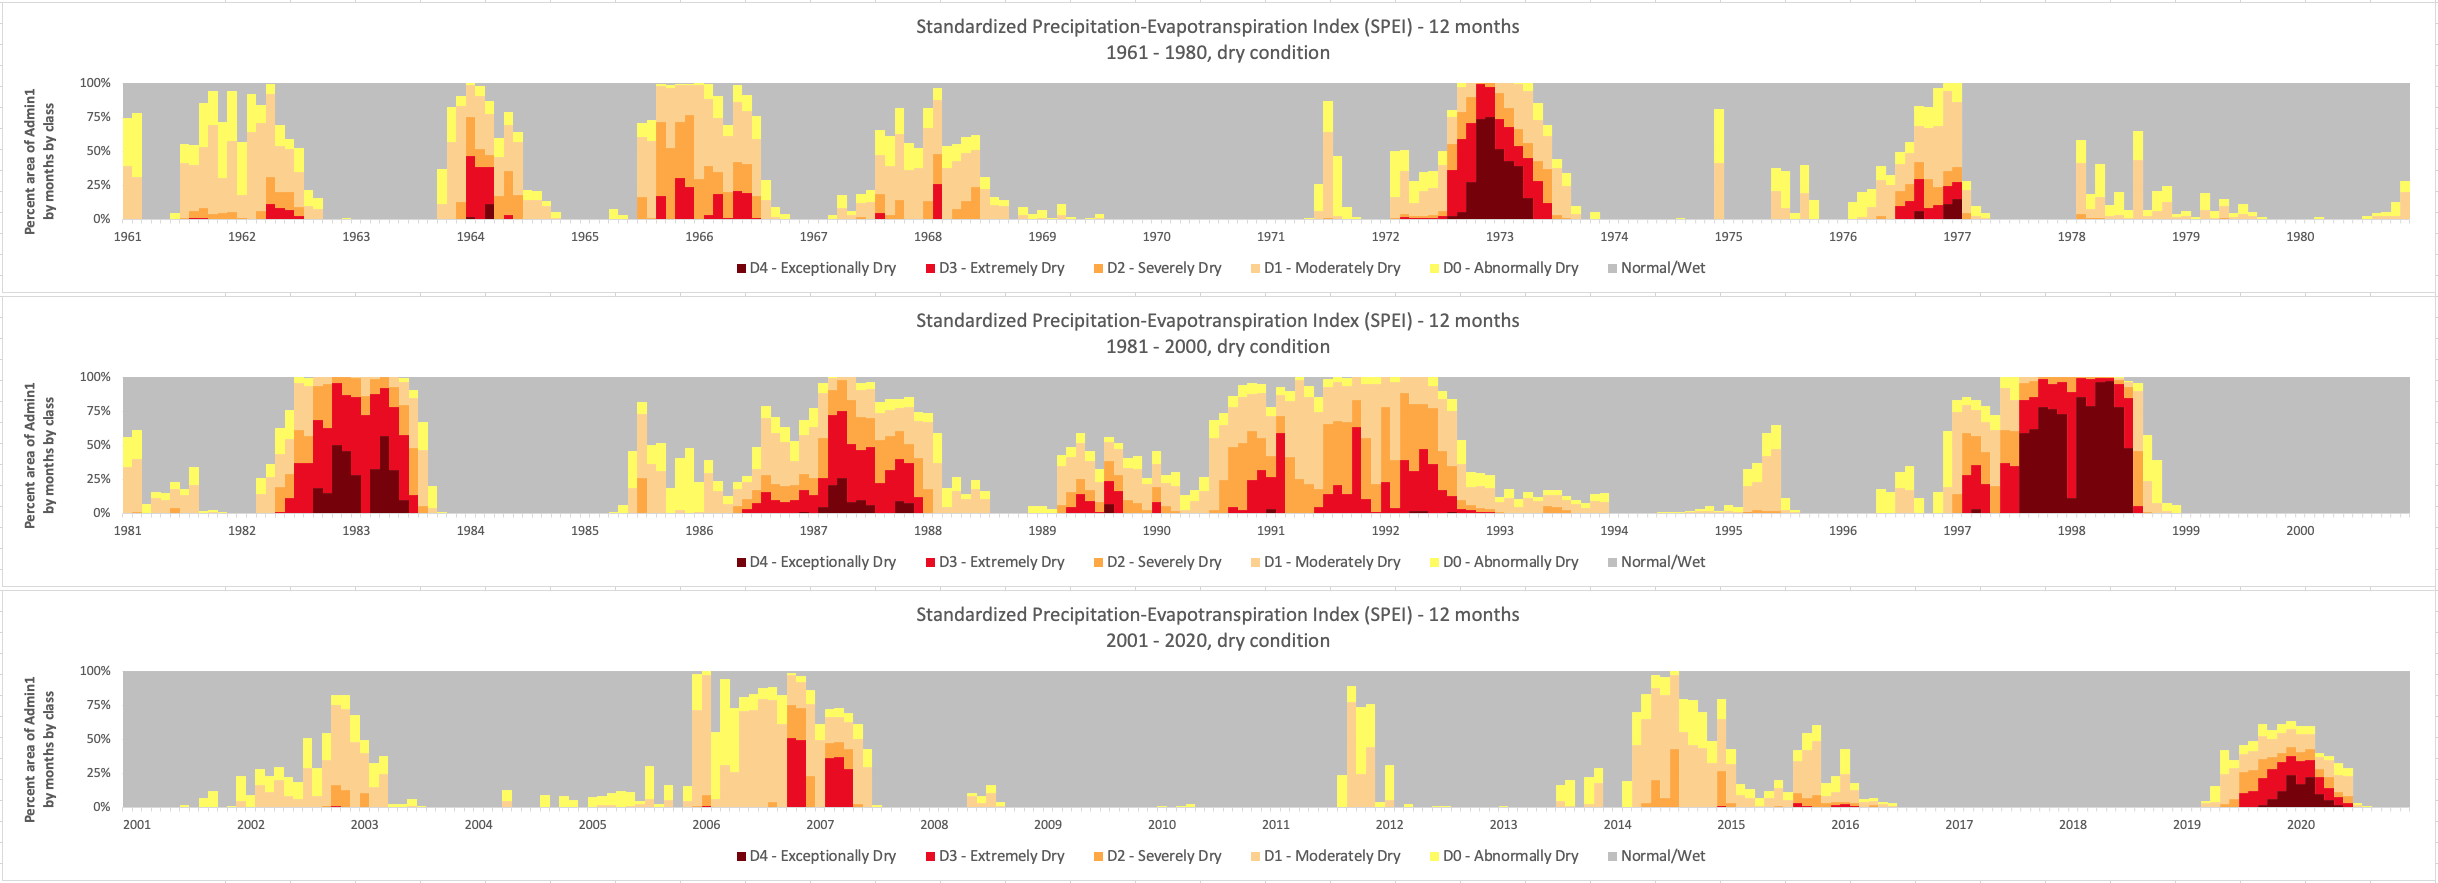 Standardized Precipitation-Evapotranspiration Index (SPEI) - 12 months
1961 - 1980, dry condition
Percent area of Admin1
by months by class
100%
75%
50%
25%
0%
1961 1962 1963 1964 1965 1966 1967 1968 1969 1970 1971 1972 1973 1974 1975 1976 1977 1978 1979 1980
D4 - Exceptionally Dry D3 - Extremely Dry D2 - Severely Dry D1 - Moderately Dry D0 - Abnormally Dry Normal/Wet
Standardized Precipitation-Evapotranspiration Index (SPEI) - 12 months
1981 - 2000, dry condition
Percent area of Admin1
by months by class
100%
75%
50%
25%
0%
1981 1982 1983 1984 1985 1986 1987 1988 1989 1990 1991 1992 1993 1994 1995 1996 1997 1998 1999 2000
D4 - Exceptionally Dry D3 - Extremely Dry D2 - Severely Dry D1 - Moderately Dry D0 - Abnormally Dry Normal/Wet
Standardized Precipitation-Evapotranspiration Index (SPEI) - 12 months
2001 - 2020, dry condition
Percent area of Admin1
by months by class
100%
75%
50%
25%
0%
2001 2002 2003 2004 2005 2006 2007 2008 2009 2010 2011 2012 2013 2014 2015 2016 2017 2018 2019 2020
D4 - Exceptionally Dry D3 - Extremely Dry D2 - Severely Dry D1 - Moderately Dry D0 - Abnormally Dry Normal/Wet